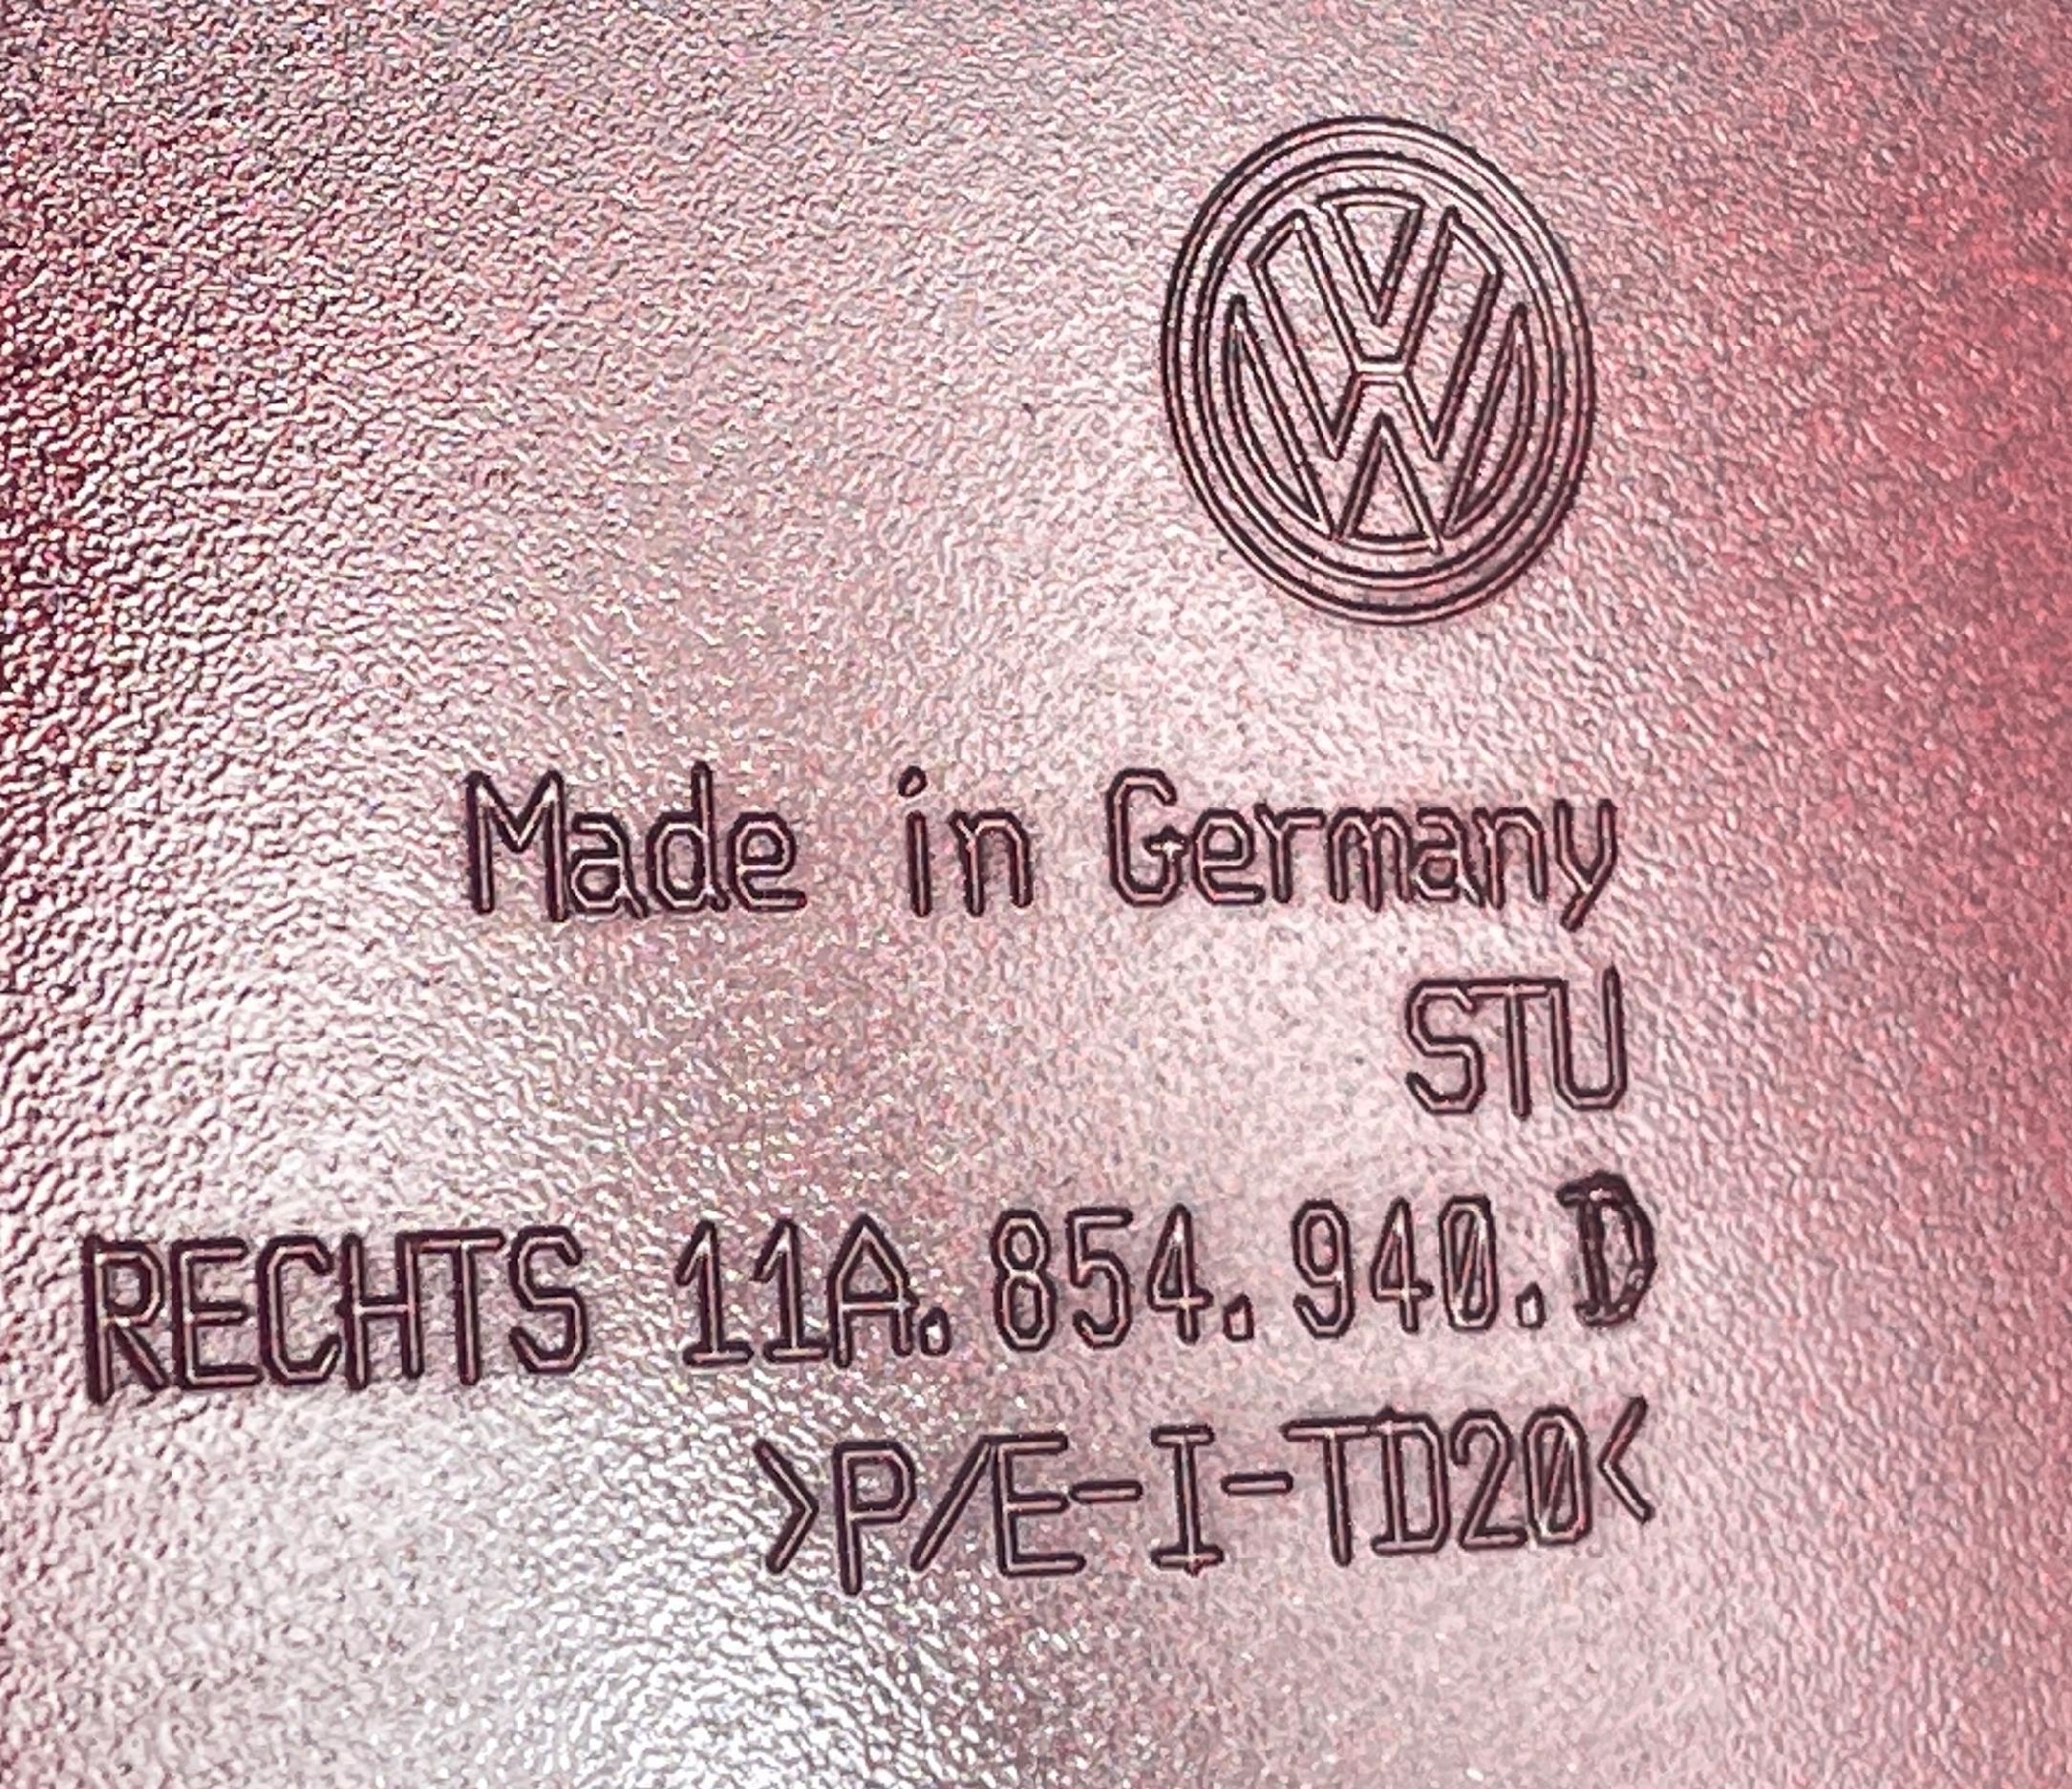 Made in Germany
STU
RECHTS 11A.854.940.D
>P/E-I-TD20<